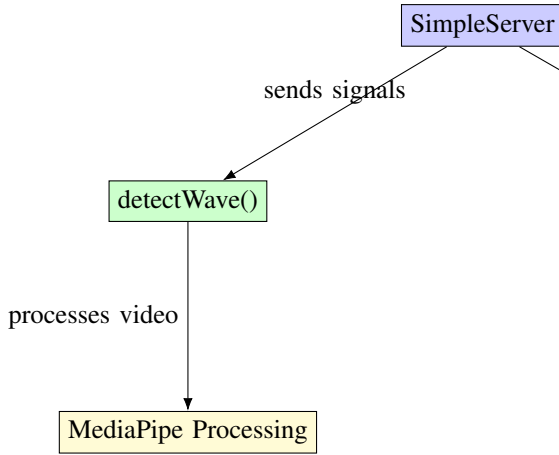 SimpleServer
sends signals
detectWave()
processes video
MediaPipe Processing